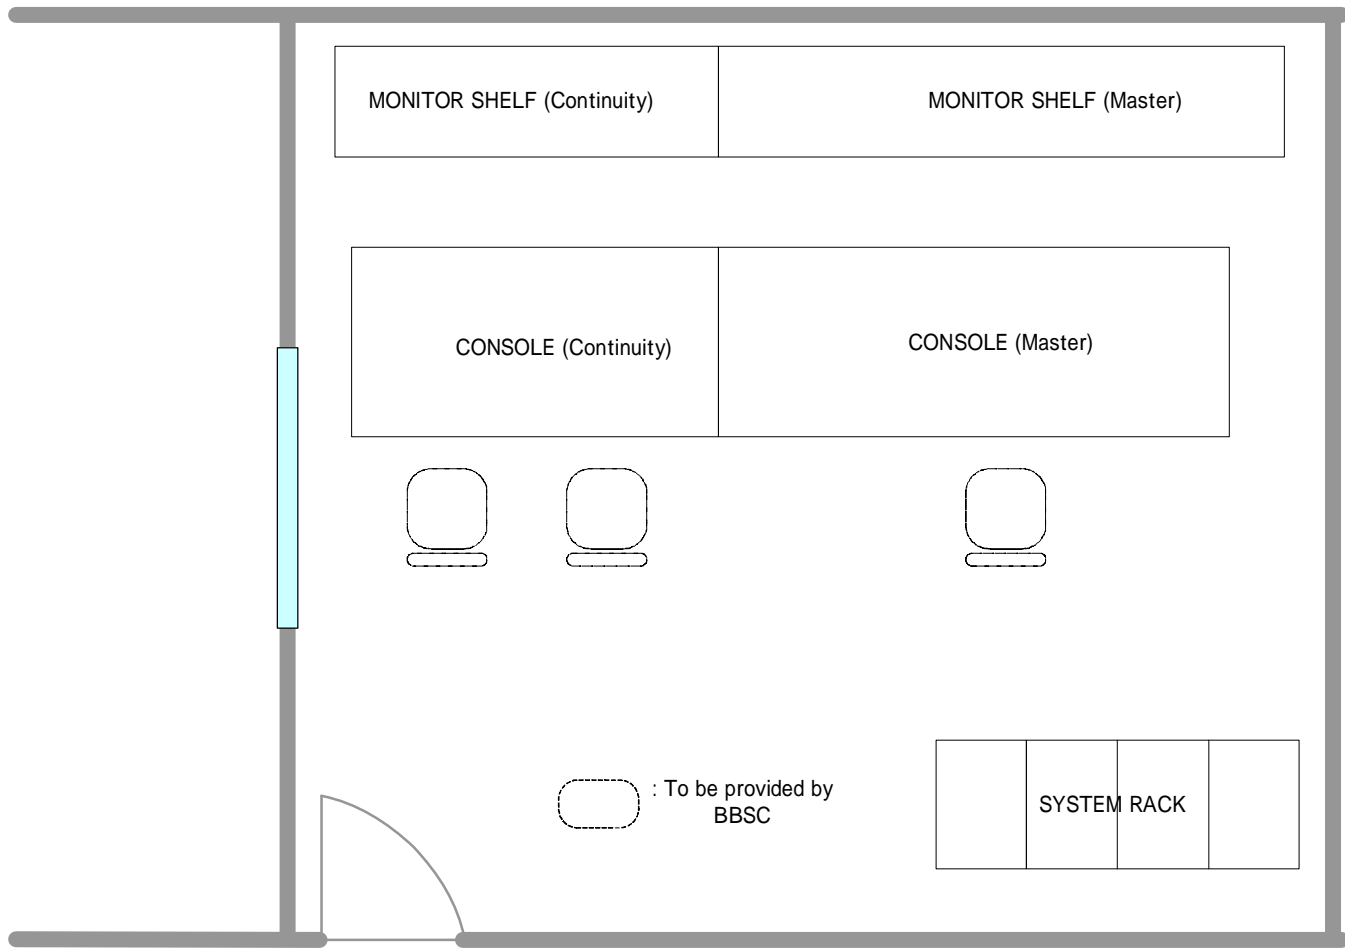 MONITOR SHELF (Continuity)
MONITOR SHELF (Master)
CONSOLE (Continuity)
CONSOLE (Master)
: To be provided by
BBSC
SYSTEM RACK